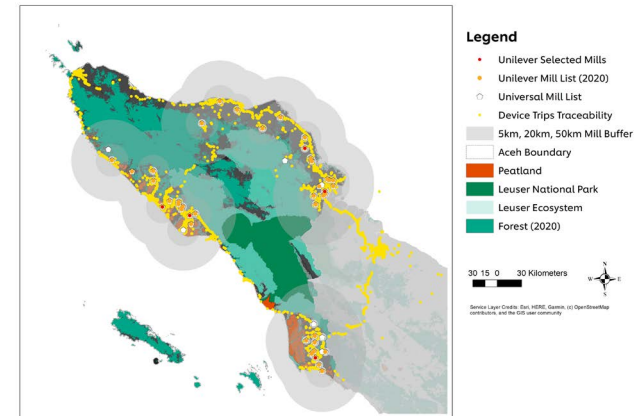 Legend
Unilever Selected Mills
Unilever Mill List (2020)
Universal Mill List
Device Trips Traceability
5km, 20km, 50km Mill Buffer
Aceh Boundary
Peatland
Leuser National Park
Leuser Ecosystem
Forest (2020)
30 15 0 30 Kilometers
N
W E
S
Service Layer Credits: Esri, HERE, Garmin, (c) OpenStreetMap
contributors, and the GIS user community